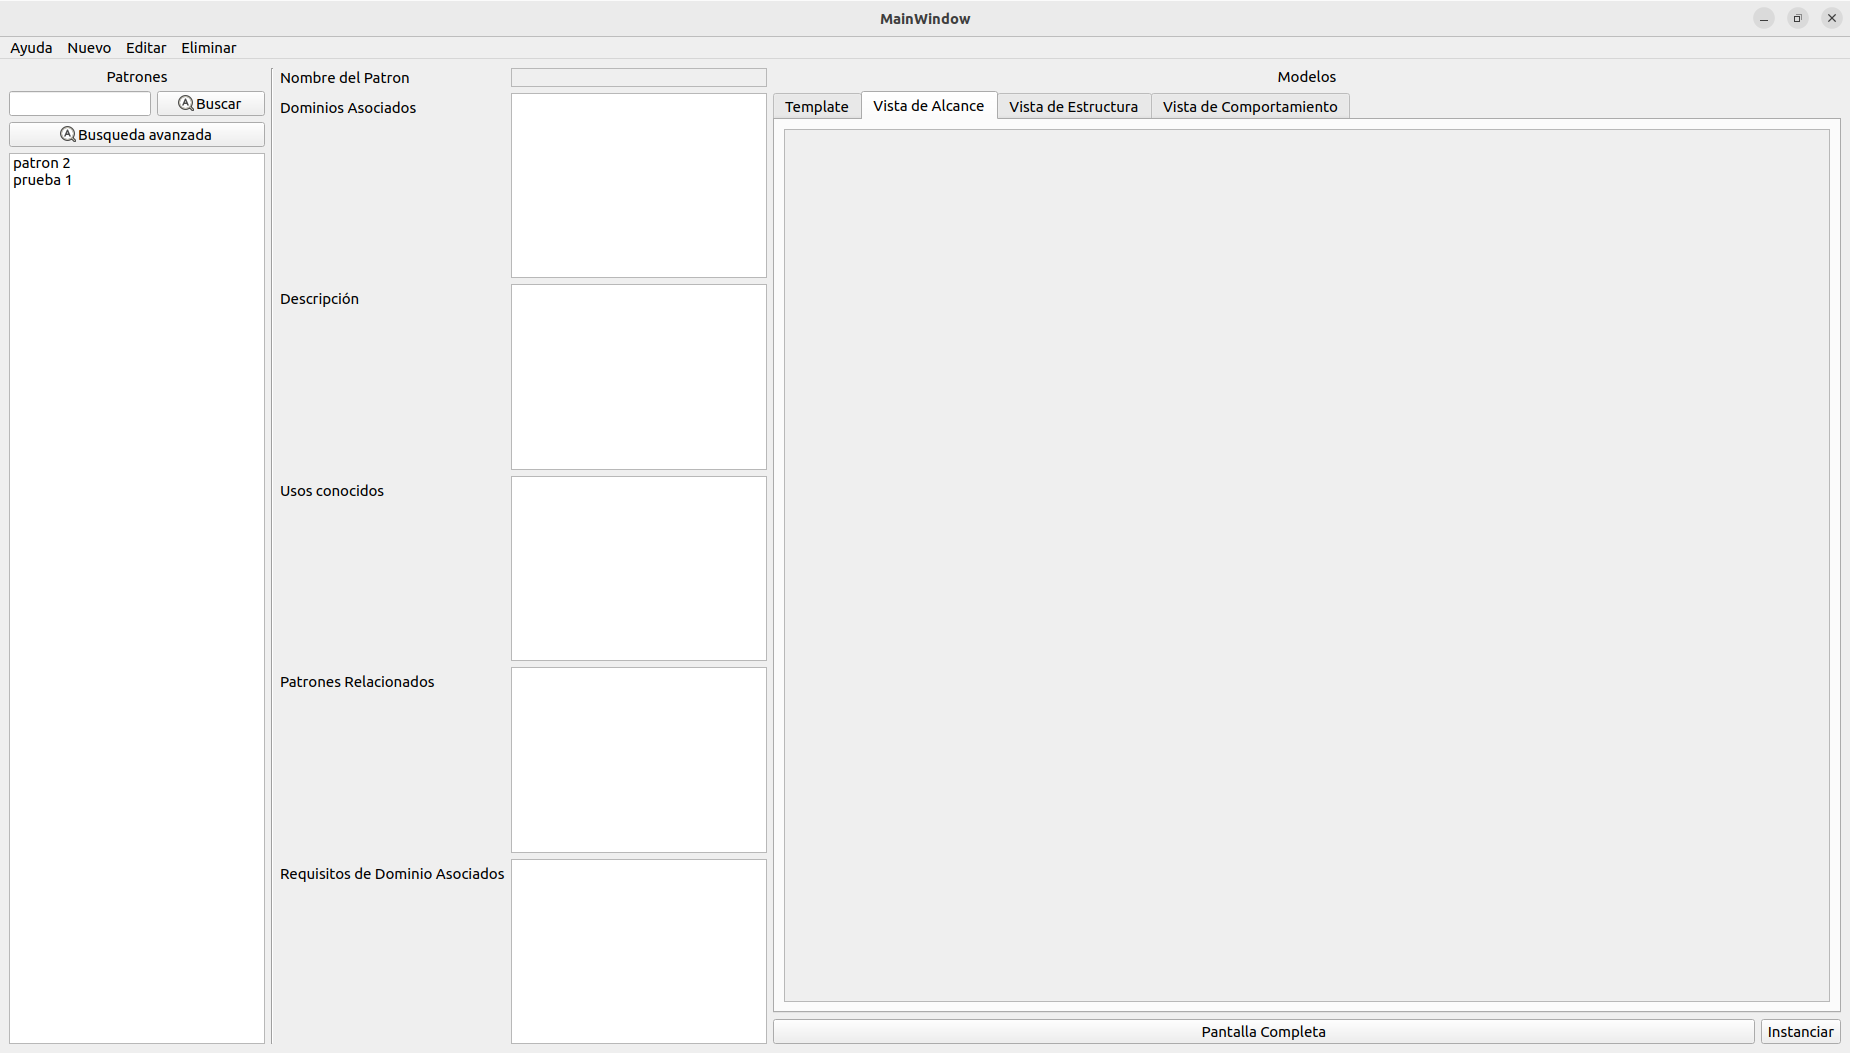 MainWindow
Ayuda Nuevo Editar Eliminar
Patrones
Buscar
Busqueda avanzada
patron 2
prueba 1
Nombre del Patron
Dominios Asociados
Descripción
Usos conocidos
Patrones Relacionados
Requisitos de Dominio Asociados
Modelos
Template Vista de Alcance Vista de Estructura Vista de Comportamiento
Pantalla Completa Instanciar